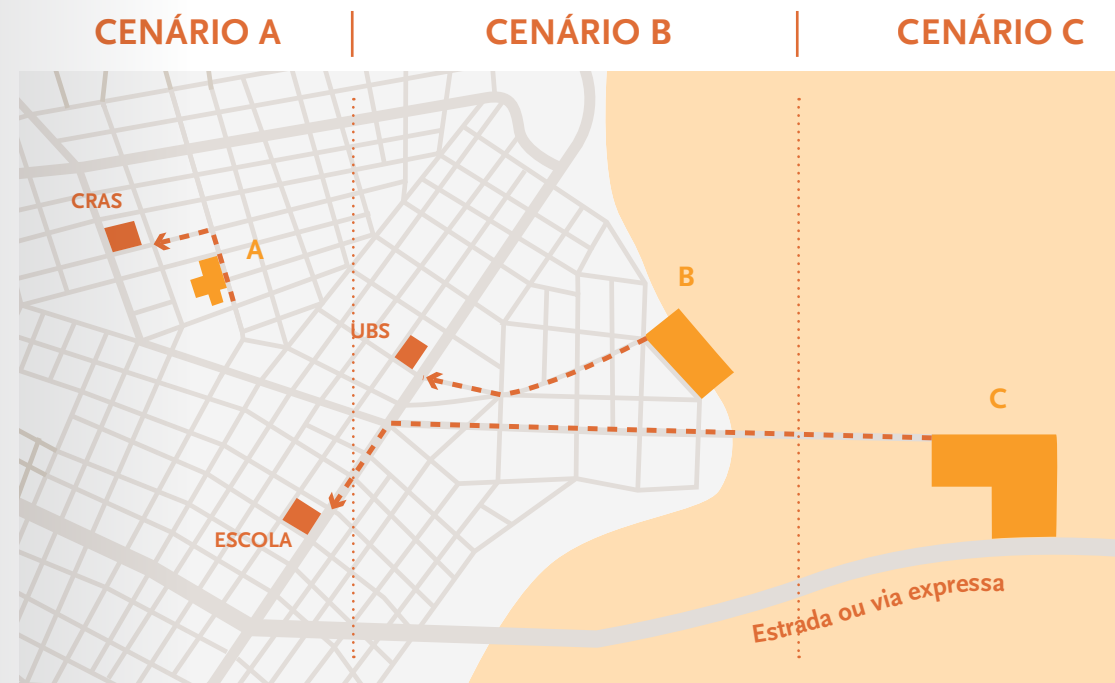 CENÁRIO A
CENÁRIO B
CENÁRIO C
CRAS
A
B
UBS
C
ESCOLA
Estrada ou via expressa